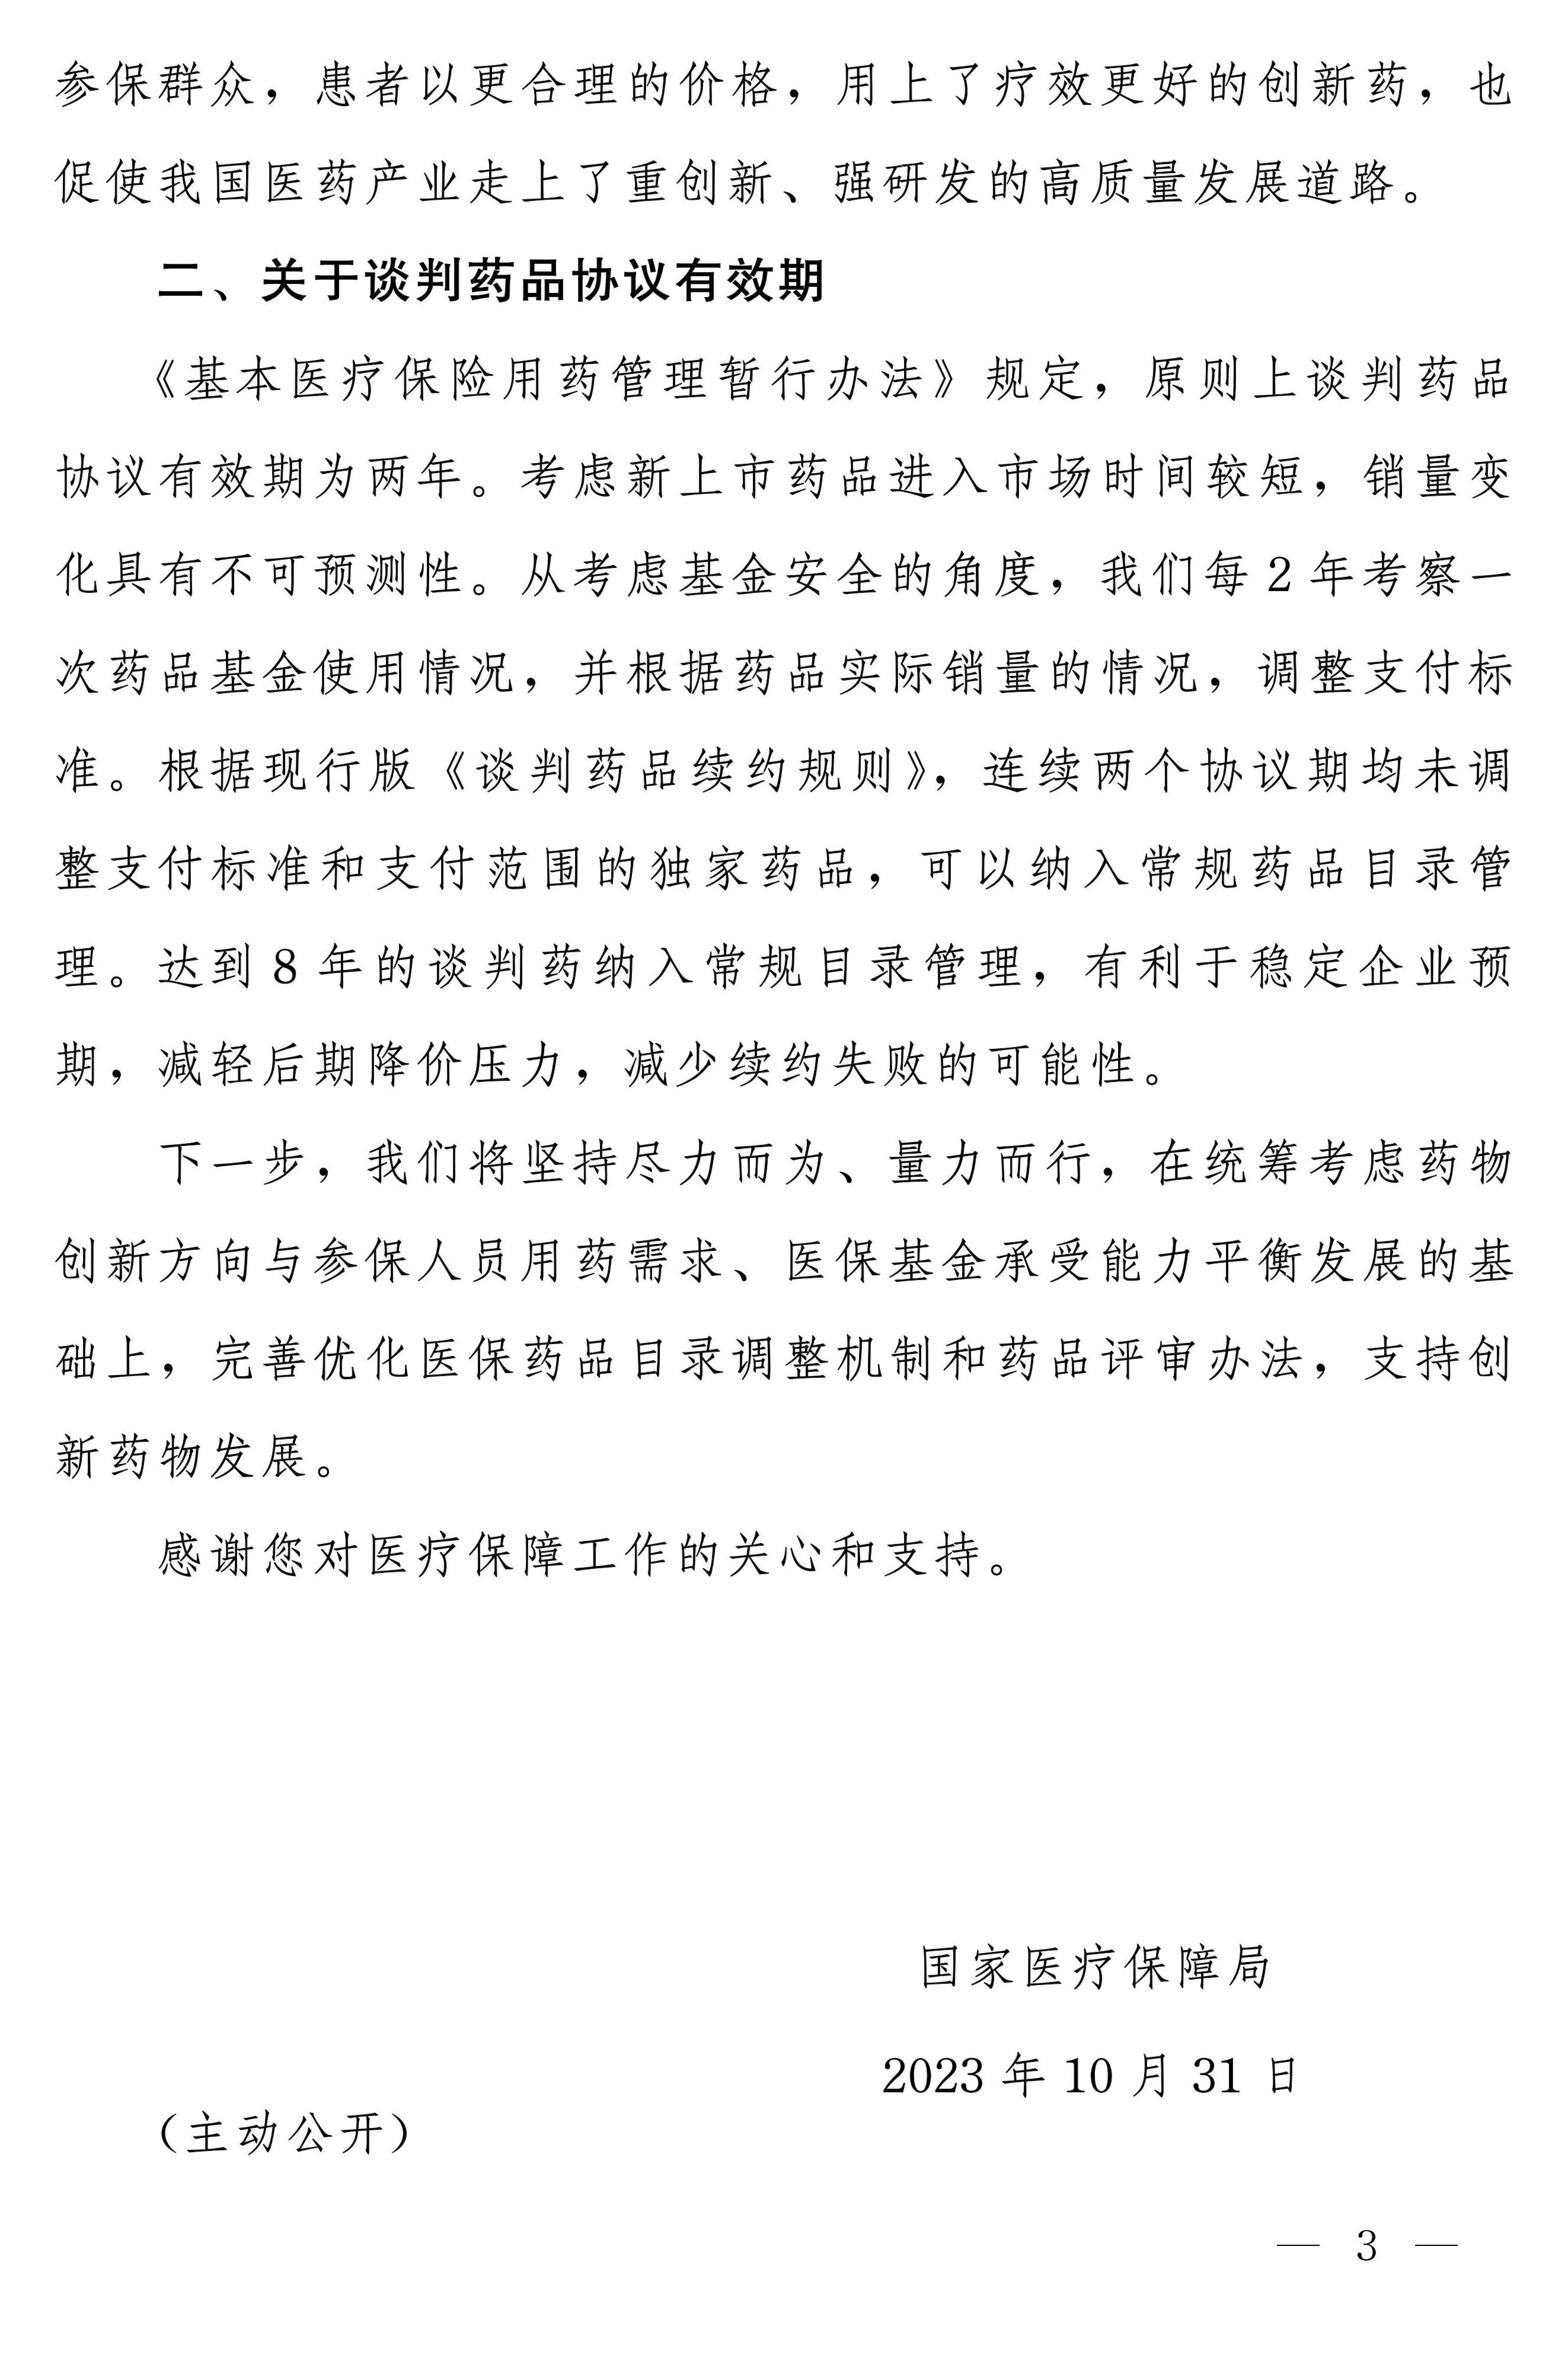 参保群众，患者以更合理的价格，用上了疗效更好的创新药，也
促使我国医药产业走上了重创新、强研发的高质量发展道路。
二、关于谈判药品协议有效期
《基本医疗保险用药管理暂行办法》规定，原则上谈判药品
协议有效期为两年。考虑新上市药品进入市场时间较短，销量变
化具有不可预测性。从考虑基金安全的角度，我们每 2 年考察一
次药品基金使用情况，并根据药品实际销量的情况，调整支付标
准。根据现行版《谈判药品续约规则》，连续两个协议期均未调
整支付标准和支付范围的独家药品，可以纳入常规药品目录管
理。达到 8 年的谈判药纳入常规目录管理，有利于稳定企业预
期，减轻后期降价压力，减少续约失败的可能性。
下一步，我们将坚持尽力而为、量力而行，在统筹考虑药物
创新方向与参保人员用药需求、医保基金承受能力平衡发展的基
础上，完善优化医保药品目录调整机制和药品评审办法，支持创
新药物发展。
感谢您对医疗保障工作的关心和支持。
国家医疗保障局
2023 年 10 月 31 日
（主动公开）
— 3 —